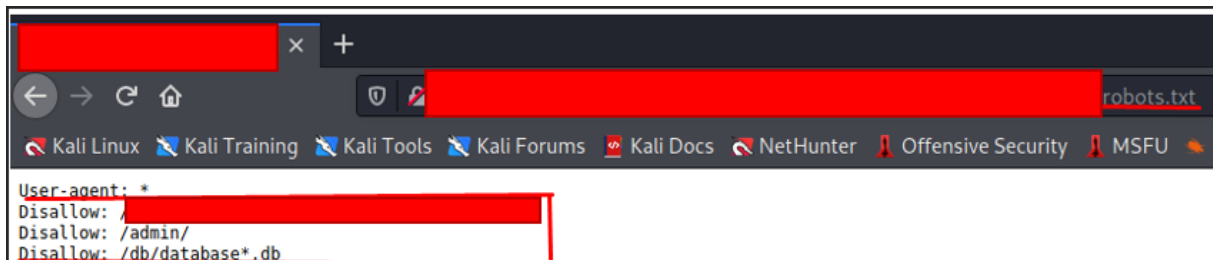 robots.txt
Kali Linux Kali Training Kali Tools Kali Forums Kali Docs NetHunter Offensive Security MSFU
User-agent: *
Disallow: /
Disallow: /admin/
Disallow: /db/database*.db